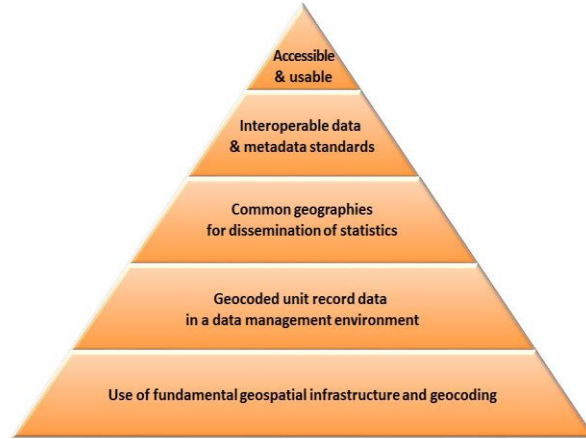 Accessible
& usable
Interoperable data
& metadata standards
Common geographies
for dissemination of statistics
Geocoded unit record data
in a data management environment
Use of fundamental geospatial infrastructure and geocoding